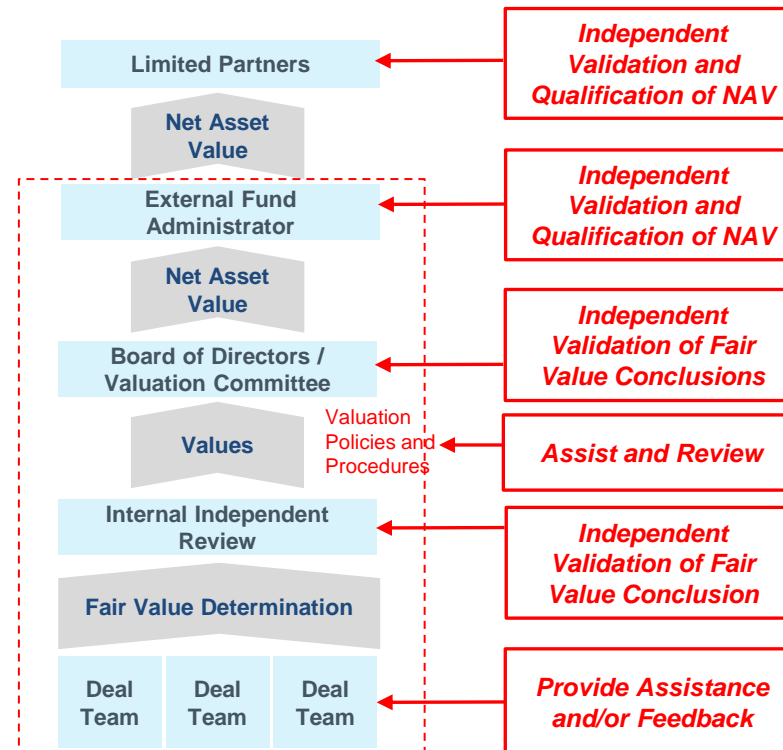 Limited Partners
Independent
Validation and
Qualification of NAV
Net Asset
Value
External Fund
Administrator
Independent
Validation and
Qualification of NAV
Net Asset
Value
Board of Directors /
Valuation Committee
Independent
Validation of Fair
Value Conclusions
Values
Valuation
Policies and
Procedures
Assist and Review
Internal Independent
Review
Independent
Validation of Fair
Value Conclusion
Fair Value Determination
Deal
Team
Deal
Team
Deal
Team
Provide Assistance
and/or Feedback